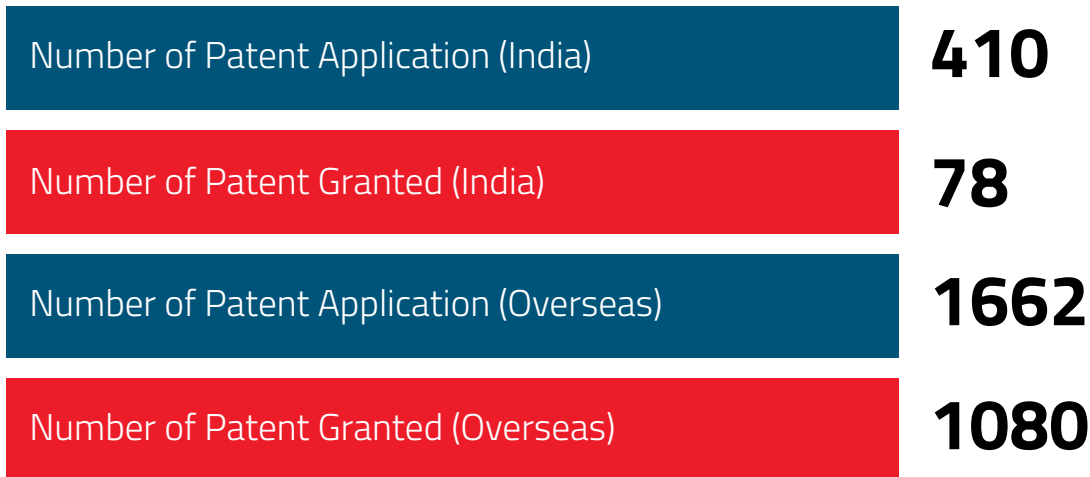 Number of Patent Application (India) 410
Number of Patent Granted (India) 78
Number of Patent Application (Overseas) 1662
Number of Patent Granted (Overseas) 1080